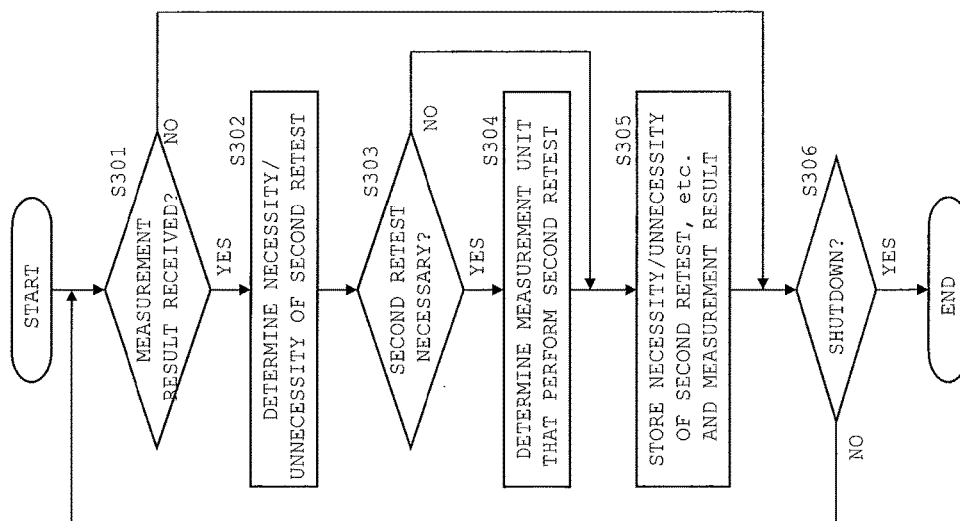 START
S301
MEASUREMENT
RESULT RECEIVED?
NO
YES
S302
DETERMINE NECESSITY/
UNNECESSITY OF SECOND RETEST
S303
SECOND RETEST
NECESSARY?
NO
YES
S304
DETERMINE MEASUREMENT UNIT
THAT PERFORM SECOND RETEST
S305
STORE NECESSITY/UNNECESSITY
OF SECOND RETEST, etc.
AND MEASUREMENT RESULT
S306
SHUTDOWN?
NO
YES
END